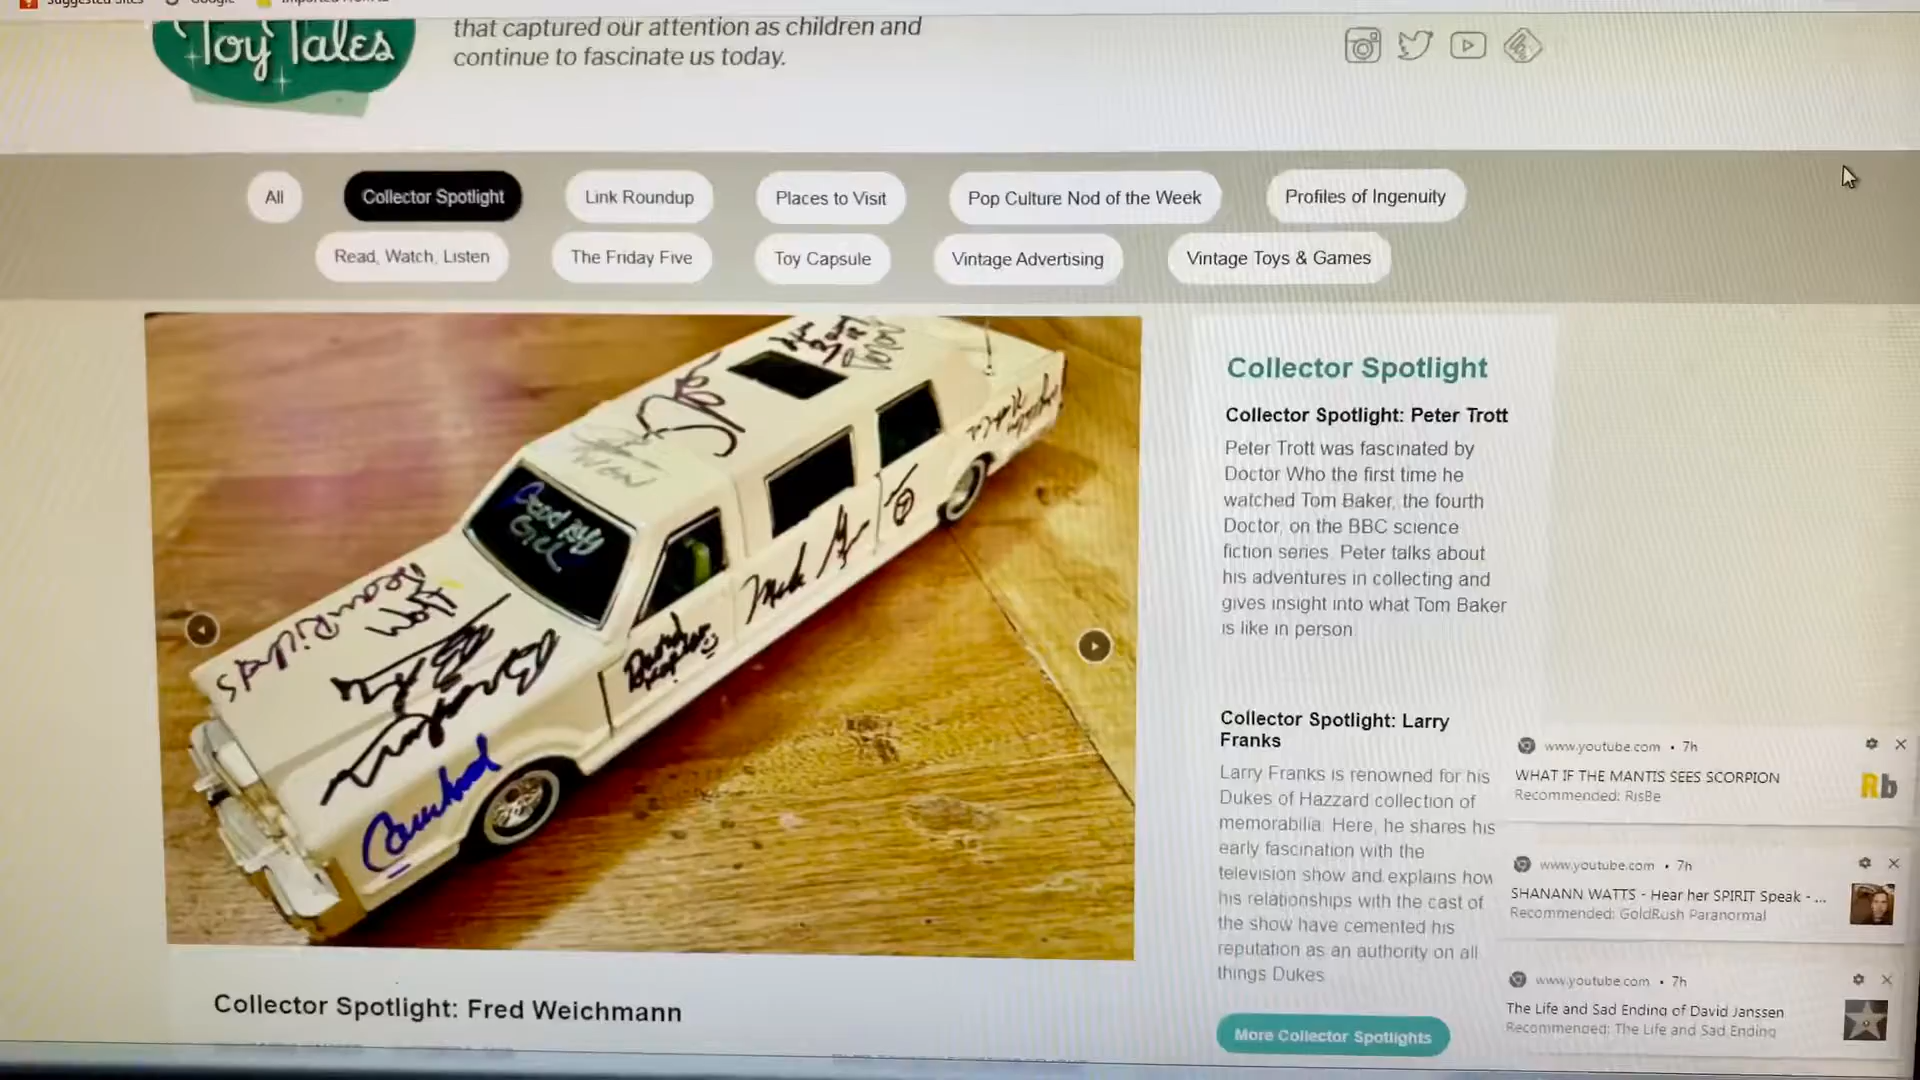 Suggested Sites
Google
Toy Tales
that captured our attention as children and
continue to fascinate us today.
All
Collector Spotlight
Link Roundup
Places to Visit
Pop Culture Nod of the Week
Profiles of Ingenuity
Read, Watch, Listen
The Friday Five
Toy Capsule
Vintage Advertising
Vintage Toys & Games
Good
Girl
Collector Spotlight
Collector Spotlight: Peter Trott
Peter Trott was fascinated by
Doctor Who the first time he
watched Tom Baker, the fourth
Doctor, on the BBC science
fiction series. Peter talks about
his adventures in collecting and
gives insight into what Tom Baker
is like in person.
Collector Spotlight: Larry
Franks
Larry Franks is renowned for his
Dukes of Hazzard collection of
memorabilia. Here, he shares his
early fascination with the
television show and explains how
his relationships with the cast of
the show have cemented his
reputation as an authority on all
things Dukes.
More Collector Spotlights
Collector Spotlight: Fred Weichmann
www.youtube.com • 7h
WHAT IF THE MANTIS SEES SCORPION
Recommended: RisBe
Rb
www.youtube.com • 7h
SHANANN WATTS - Hear her SPIRIT Speak - ...
Recommended: GoldRush Paranormal
www.youtube.com • 7h
The Life and Sad Ending of David Janssen
Recommended: The Life and Sad Ending